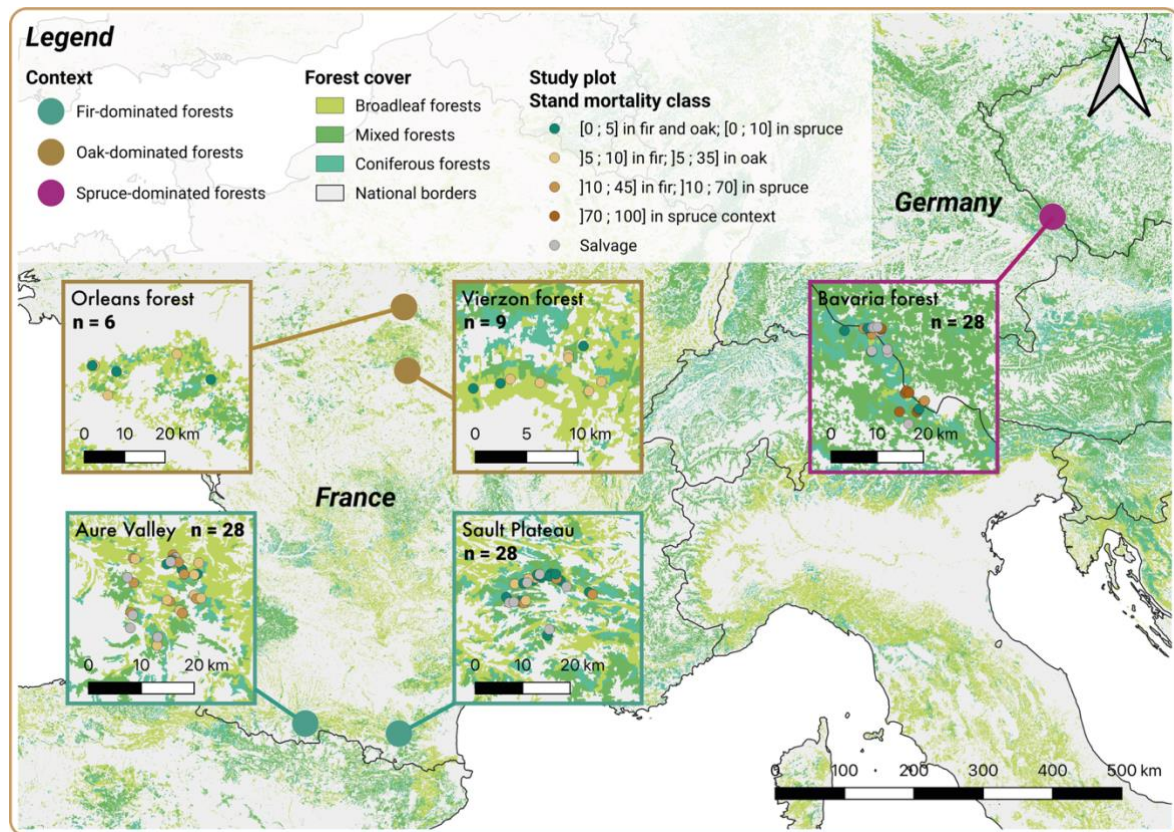 Legend
Context
Fir-dominated forests
Oak-dominated forests
Spruce-dominated forests
Forest cover
Broadleaf forests
Mixed forests
Coniferous forests
National borders
Study plot
Stand mortality class
[0 ; 5] in fir and oak; [0 ; 10] in spruce
]5 ; 10] in fir; ]5 ; 35] in oak
]10 ; 45] in fir; ]10 ; 70] in spruce
]70 ; 100] in spruce context
Salvage
Germany
Orleans forest
n = 6
0 10 20 km
Vierzon forest
n = 9
0 5 10 km
Bavaria forest
n = 28
0 10 20 km
France
Aure Valley n = 28
0 10 20 km
Sault Plateau
n = 28
0 10 20 km
0 100 200 300 400 500 km